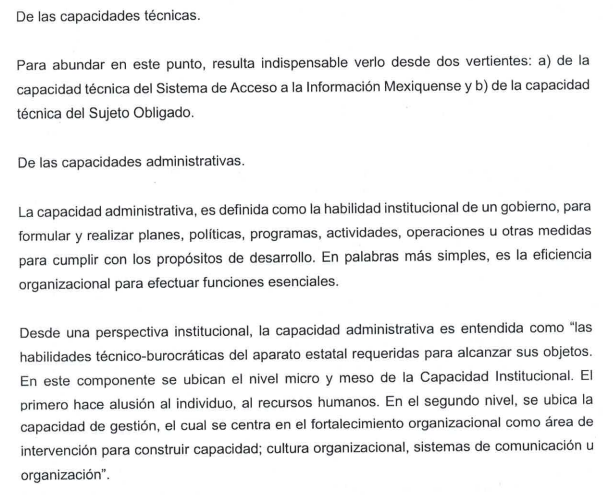 De las capacidades técnicas.
Para abundar en este punto, resulta indispensable verlo desde dos vertientes: a) de la
capacidad técnica del Sistema de Acceso a la Información Mexiquense y b) de la capacidad
técnica del Sujeto Obligado.
De las capacidades administrativas.
La capacidad administrativa, es definida como la habilidad institucional de un gobierno, para
formular y realizar planes, políticas, programas, actividades, operaciones u otras medidas
para cumplir con los propósitos de desarrollo. En palabras más simples, es la eficiencia
organizacional para efectuar funciones esenciales.
Desde una perspectiva institucional, la capacidad administrativa es entendida como “las
habilidades técnico-burocráticas del aparato estatal requeridas para alcanzar sus objetos.
En este componente se ubican el nivel micro y meso de la Capacidad Institucional. El
primero hace alusión al individuo, al recursos humanos. En el segundo nivel, se ubica la
capacidad de gestión, el cual se centra en el fortalecimiento organizacional como área de
intervención para construir capacidad; cultura organizacional, sistemas de comunicación u
organización”.